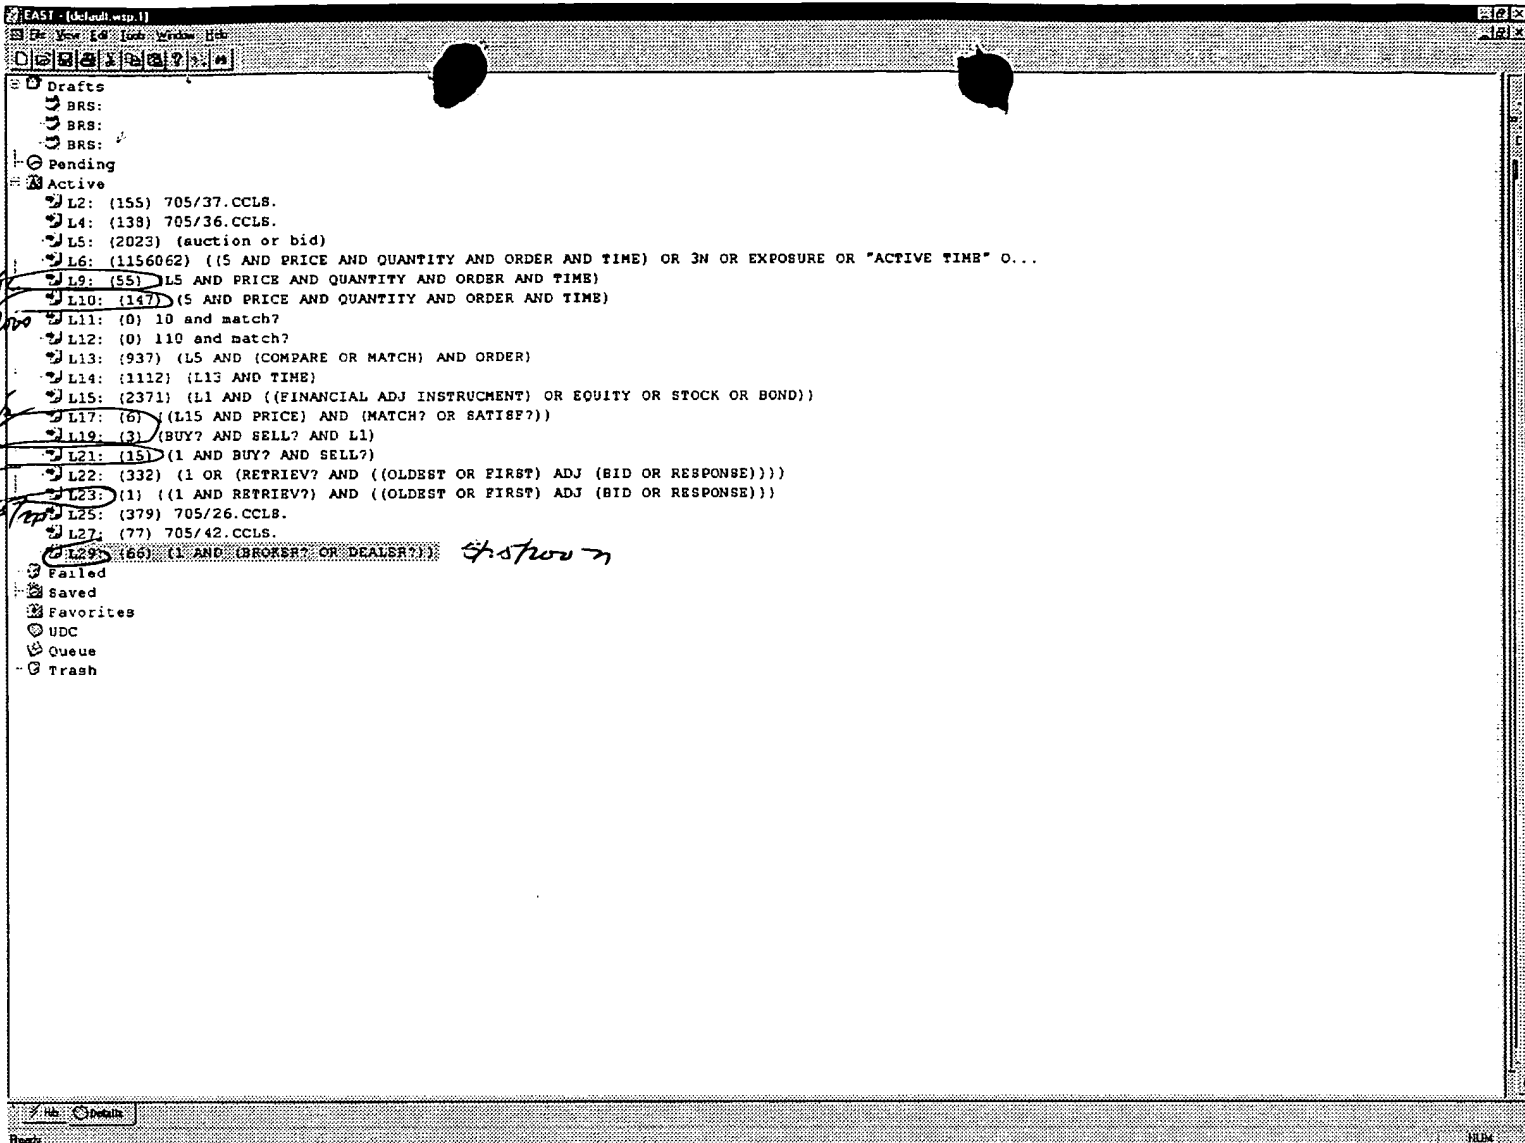 EAST - [default.wsp.1]
File View Edit Tools Window Help
Drafts
BRS:
BRS:
BRS:
Pending
Active
L2: (155) 705/37.CCLS.
L4: (138) 705/36.CCLS.
L5: (2023) (auction or bid)
L6: (1156062) ((5 AND PRICE AND QUANTITY AND ORDER AND TIME) OR 3N OR EXPOSURE OR "ACTIVE TIME" O...
L9: (55) (L5 AND PRICE AND QUANTITY AND ORDER AND TIME)
L10: (147) (5 AND PRICE AND QUANTITY AND ORDER AND TIME)
L11: (0) 10 and match?
L12: (0) 110 and match?
L13: (937) (L5 AND (COMPARE OR MATCH) AND ORDER)
L14: (1112) (L13 AND TIME)
L15: (2371) (L1 AND ((FINANCIAL ADJ INSTRUCMENT) OR EQUITY OR STOCK OR BOND))
L17: (6) ((L15 AND PRICE) AND (MATCH? OR SATISF?))
L19: (3) (BUY? AND SELL? AND L1)
L21: (15) (1 AND BUY? AND SELL?)
L22: (332) (1 OR (RETRIEV? AND ((OLDEST OR FIRST) ADJ (BID OR RESPONSE))))
L23: (1) ((1 AND RETRIEV?) AND ((OLDEST OR FIRST) ADJ (BID OR RESPONSE)))
L25: (379) 705/26.CCLS.
L27: (77) 705/42.CCLS.
L29: (66) (1 AND (BROKER? OR DEALER?))
Failed
Saved
Favorites
UDC
Queue
Trash
Hits Details
Ready NUM